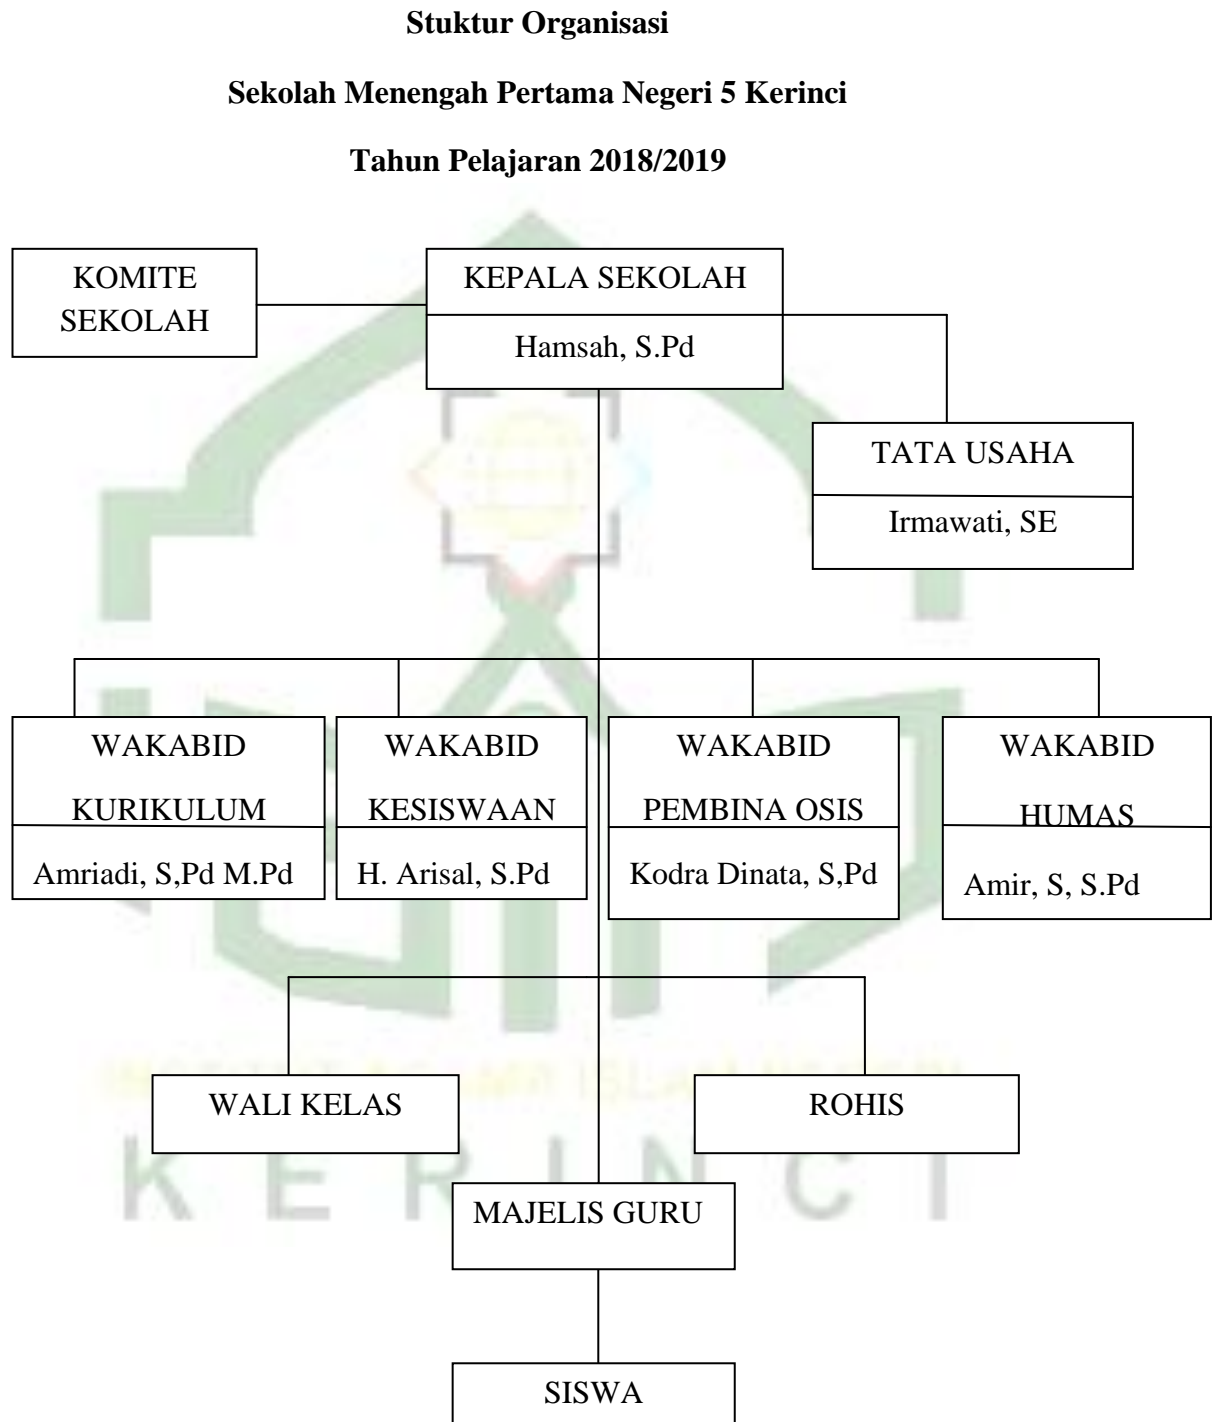 Stuktur Organisasi
Sekolah Menengah Pertama Negeri 5 Kerinci
Tahun Pelajaran 2018/2019
KOMITE
SEKOLAH
KEPALA SEKOLAH
Hamsah, S.Pd
TATA USAHA
Irmawati, SE
WAKABID
KURIKULUM
Amriadi, S,Pd M.Pd
WAKABID
KESISWAAN
H. Arisal, S.Pd
WAKABID
PEMBINA OSIS
Kodra Dinata, S,Pd
WAKABID
HUMAS
Amir, S, S.Pd
WALI KELAS
ROHIS
KERINCI
MAJELIS GURU
SISWA